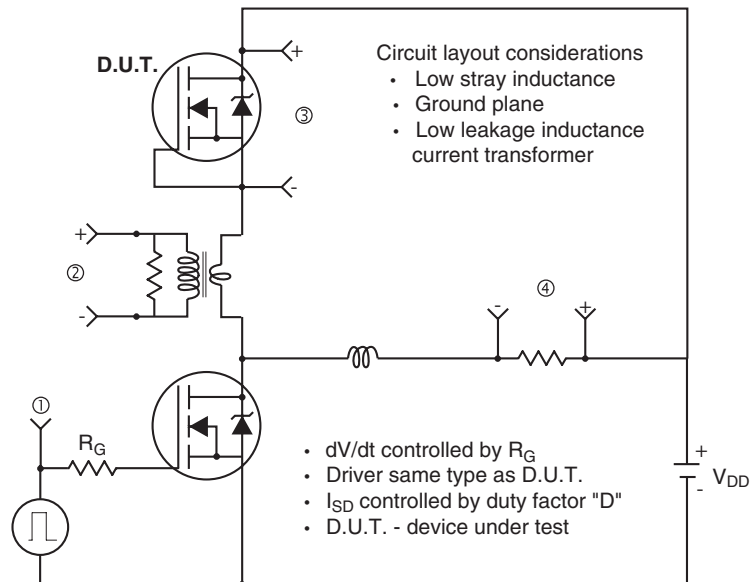 D.U.T.
+
Circuit layout considerations
• Low stray inductance
• Ground plane
• Low leakage inductance
current transformer
③
-
+
②
-
④
- +
①
R_G
• dV/dt controlled by R_G
• Driver same type as D.U.T.
• I_SD controlled by duty factor "D"
• D.U.T. - device under test
+
V_DD
-